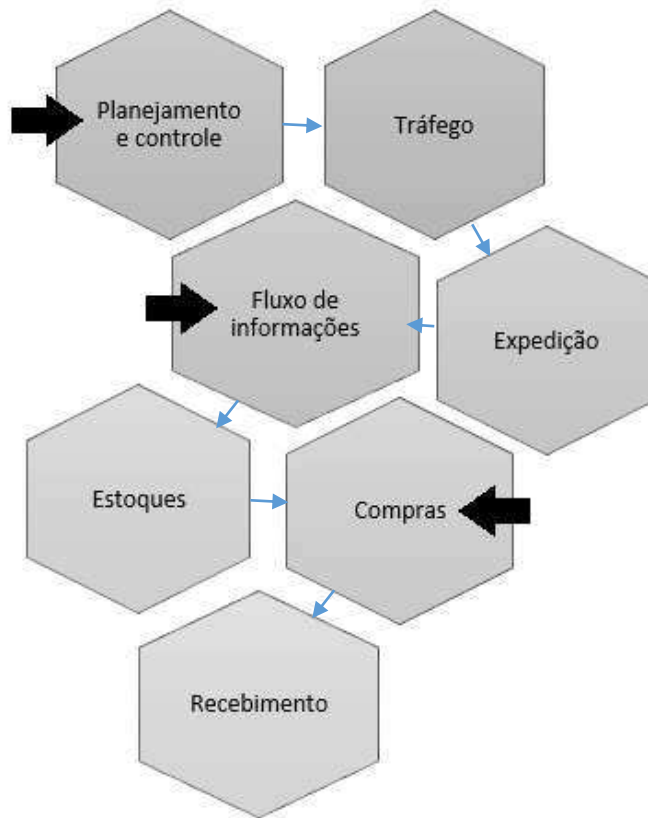 Planejamento
e controle
Tráfego
Fluxo de
informações
Expedição
Estoques
Compras
Recebimento